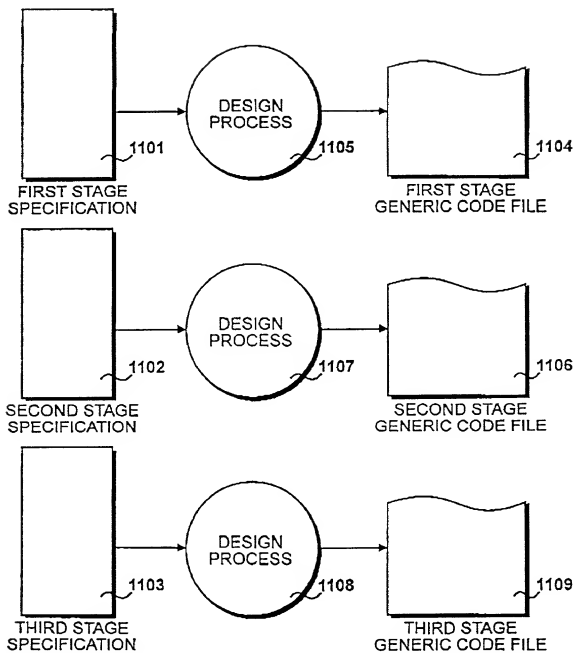 DESIGN
PROCESS
1101
1105
1104
FIRST STAGE
SPECIFICATION
FIRST STAGE
GENERIC CODE FILE
DESIGN
PROCESS
1102
1107
1106
SECOND STAGE
SPECIFICATION
SECOND STAGE
GENERIC CODE FILE
DESIGN
PROCESS
1103
1108
1109
THIRD STAGE
SPECIFICATION
THIRD STAGE
GENERIC CODE FILE